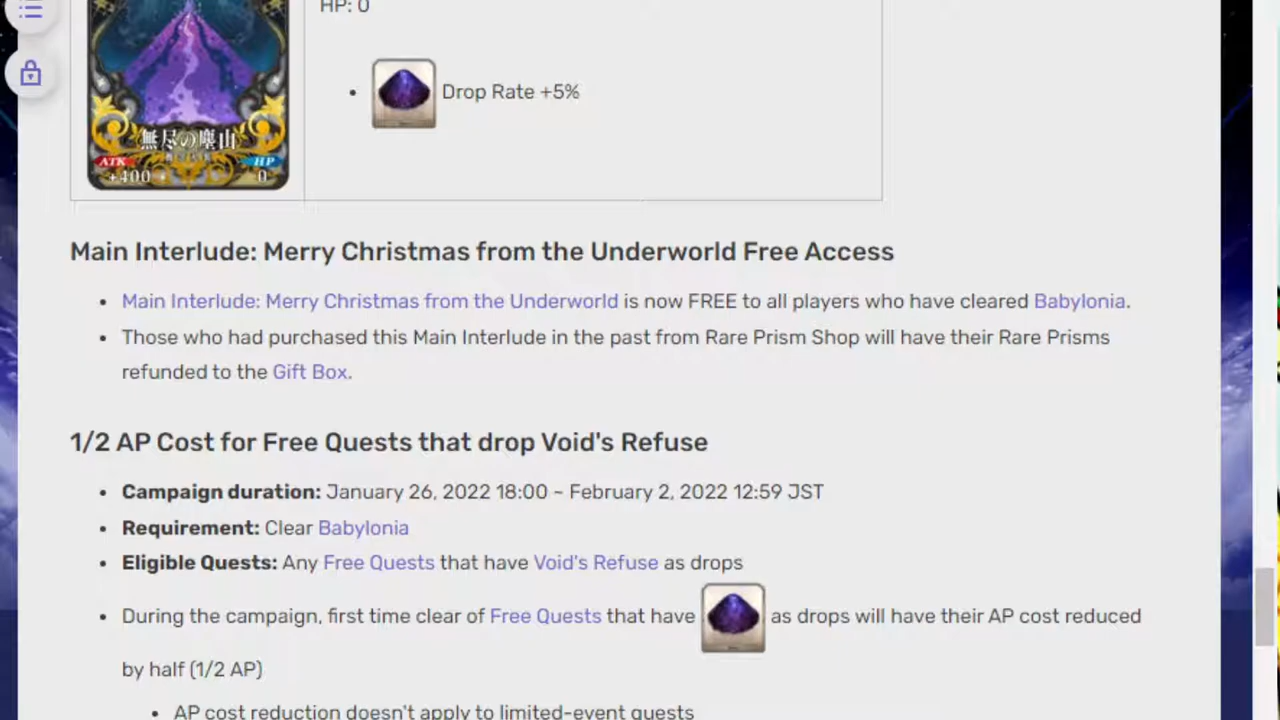 HP: 0
Drop Rate +5%
無尽の塵山
ATK HP
+400 0
Main Interlude: Merry Christmas from the Underworld Free Access
Main Interlude: Merry Christmas from the Underworld is now FREE to all players who have cleared Babylonia.
Those who had purchased this Main Interlude in the past from Rare Prism Shop will have their Rare Prisms
refunded to the Gift Box.
1/2 AP Cost for Free Quests that drop Void's Refuse
Campaign duration: January 26, 2022 18:00 ~ February 2, 2022 12:59 JST
Requirement: Clear Babylonia
Eligible Quests: Any Free Quests that have Void's Refuse as drops
During the campaign, first time clear of Free Quests that have as drops will have their AP cost reduced
by half (1/2 AP)
AP cost reduction doesn't apply to limited-event quests